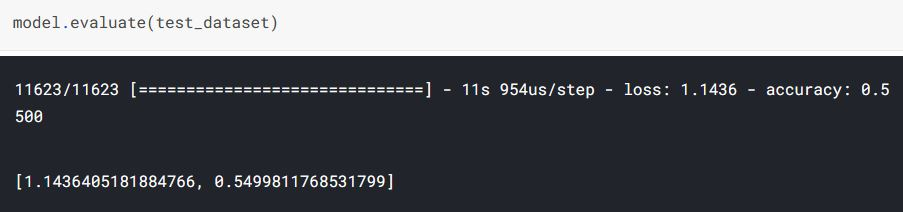 model.evaluate(test_dataset)
11623/11623 [==============================] - 11s 954us/step - loss: 1.1436 - accuracy: 0.5
500
[1.1436405181884766, 0.5499811768531799]